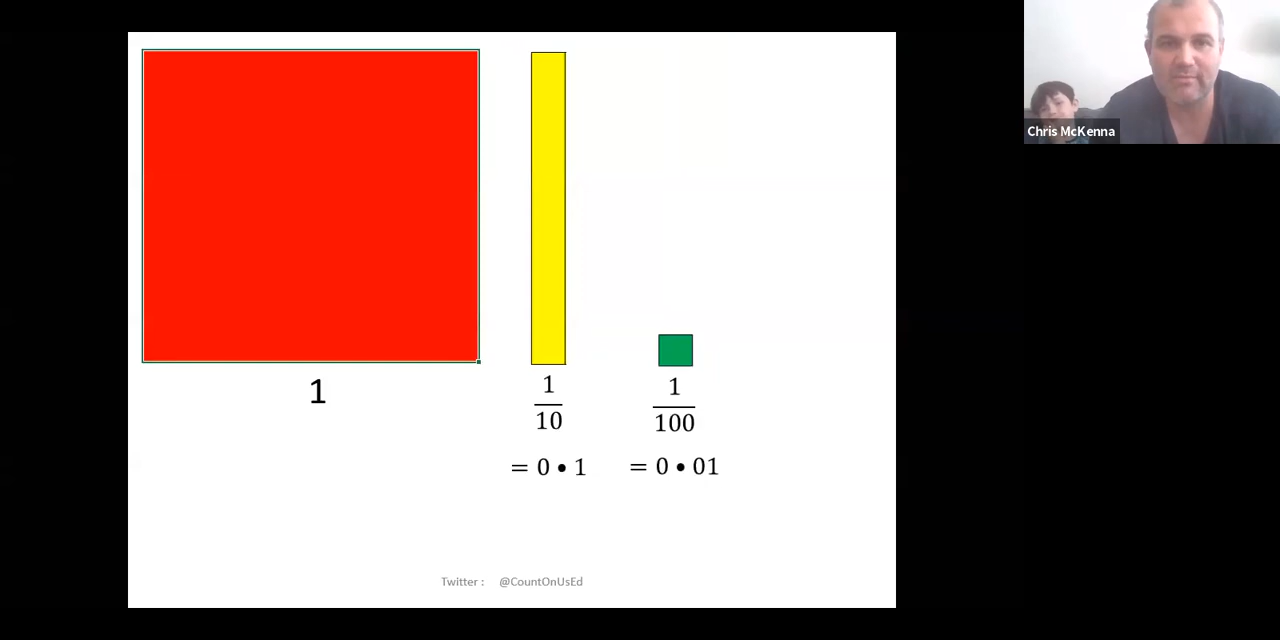 Chris McKenna
1
1/10
1/100
= 0 • 1
= 0 • 01
Twitter : @CountOnUsEd